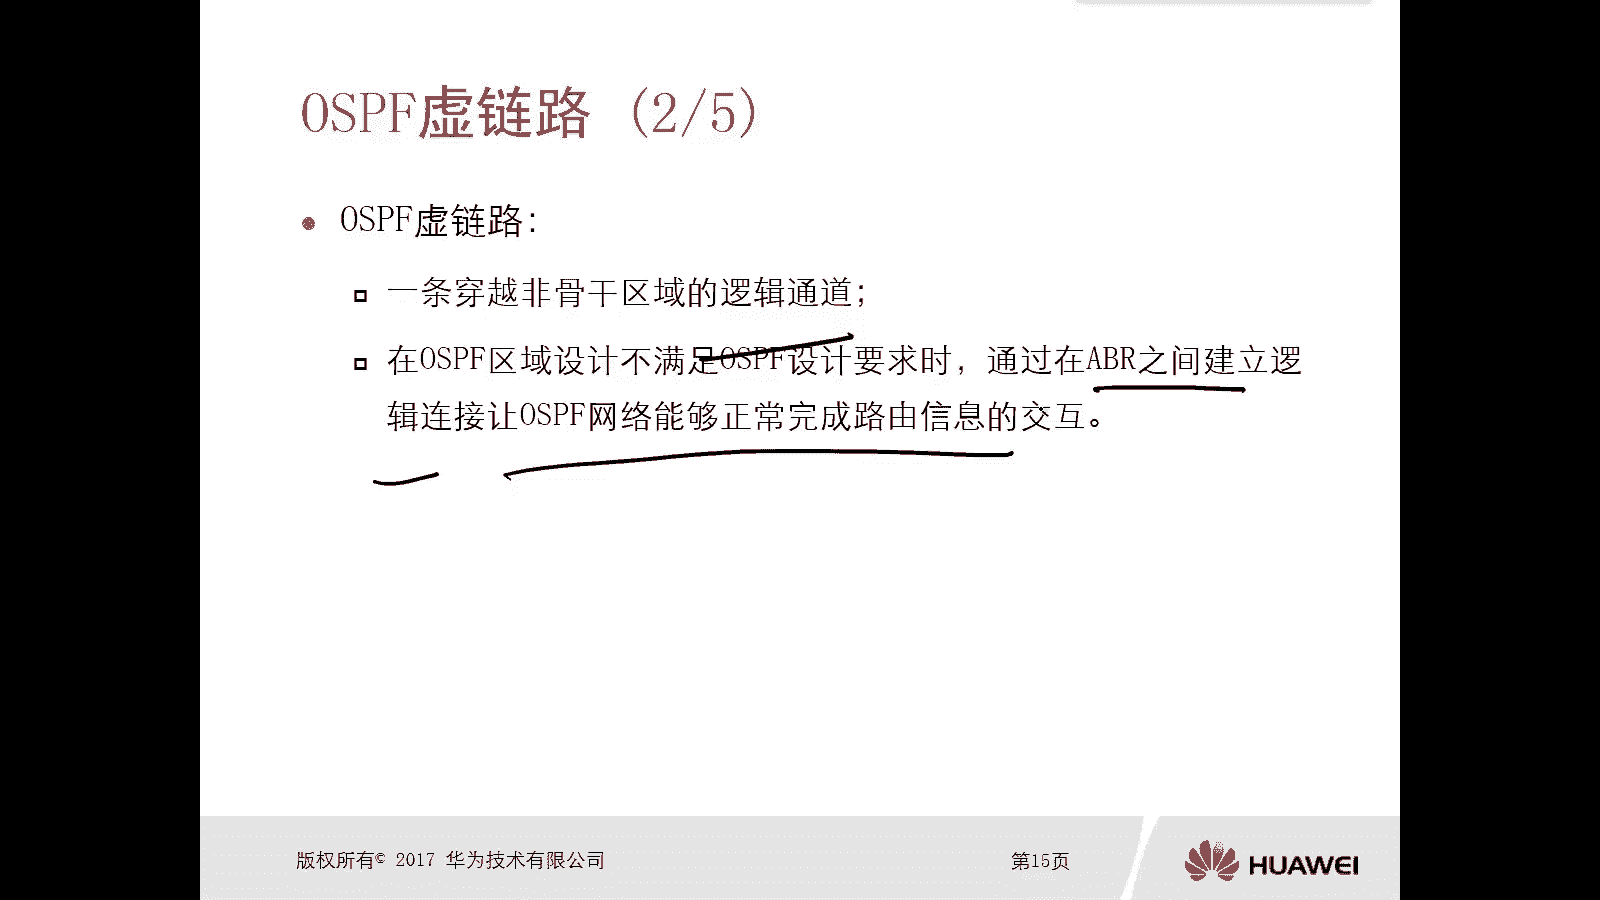 OSPF虚链路 (2/5)
OSPF虚链路:
一条穿越非骨干区域的逻辑通道;
在OSPF区域设计不满足OSPF设计要求时，通过在ABR之间建立逻
辑连接让OSPF网络能够正常完成路由信息的交互。
版权所有© 2017 华为技术有限公司
第15页
HUAWEI